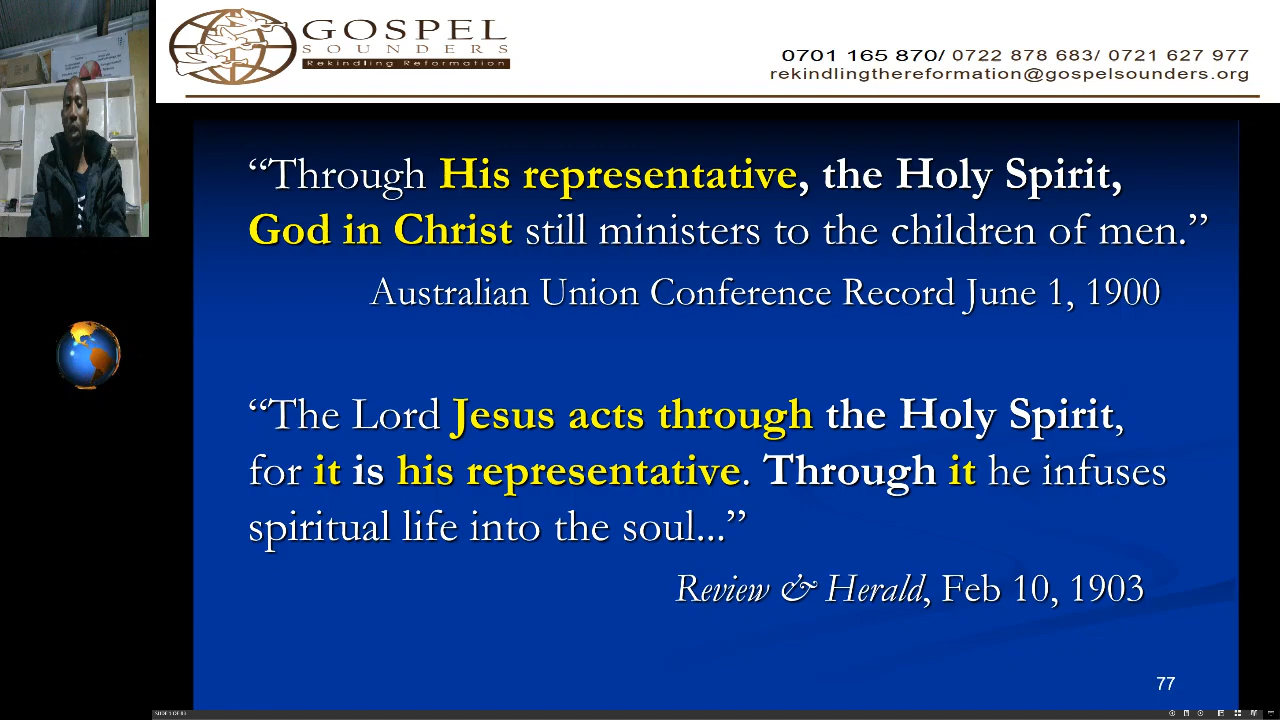 GOSPEL
SOUNDERS
Rekindling Reformation
0701 165 870/ 0722 878 683/ 0721 627 977
rekindlingthereformation@gospelsounders.org
“Through His representative, the Holy Spirit,
God in Christ still ministers to the children of men.”
Australian Union Conference Record June 1, 1900
“The Lord Jesus acts through the Holy Spirit,
for it is his representative. Through it he infuses
spiritual life into the soul...”
Review & Herald, Feb 10, 1903
77